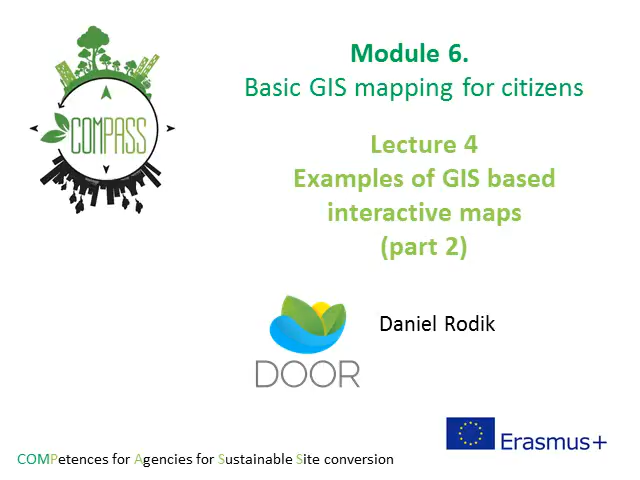 Module 6.
Basic GIS mapping for citizens
COMPASS
Lecture 4
Examples of GIS based
interactive maps
(part 2)
Daniel Rodik
DOOR
Erasmus+
COMPetences for Agencies for Sustainable Site conversion